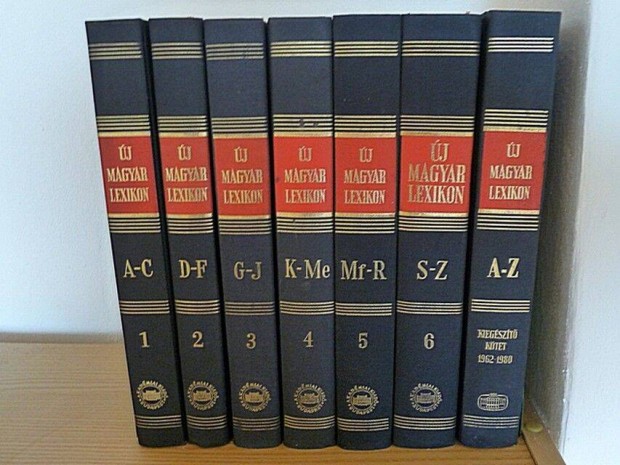 ÚJ
MAGYAR
LEXIKON
A-C
1
ÚJ
MAGYAR
LEXIKON
D-F
2
ÚJ
MAGYAR
LEXIKON
G-J
3
ÚJ
MAGYAR
LEXIKON
K-Me
4
ÚJ
MAGYAR
LEXIKON
Mf-R
5
ÚJ
MAGYAR
LEXIKON
S-Z
6
ÚJ
MAGYAR
LEXIKON
A-Z
KIEGÉSZÍTŐ
KÖTET
1962-1980